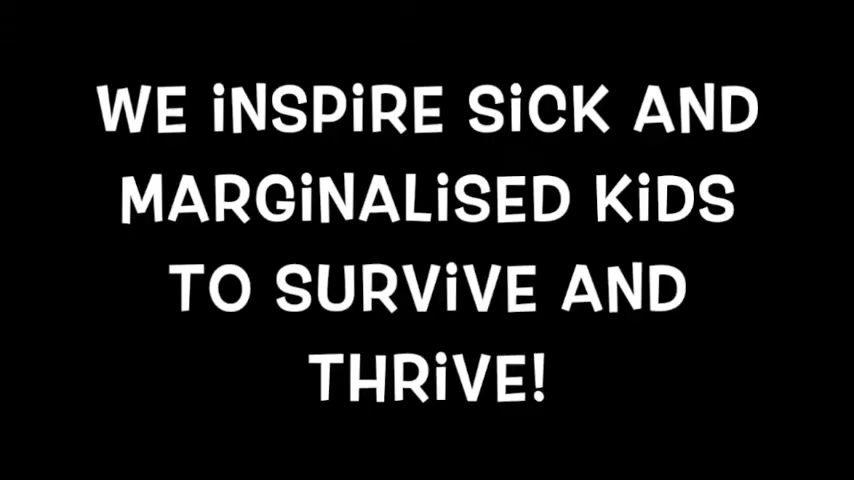 WE iNSPiRE SiCK AND
MARGiNALiSED KiDS
TO SURViVE AND
THRiVE!